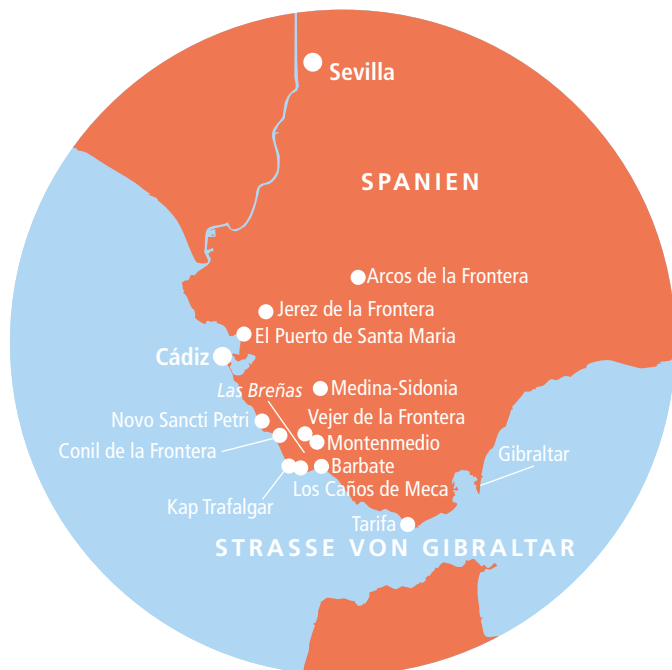 Sevilla
SPANIEN
Arcos de la Frontera
Jerez de la Frontera
El Puerto de Santa Maria
Cádiz
Las Breñas
Medina-Sidonia
Novo Sancti Petri
Vejer de la Frontera
Conil de la Frontera
Montenmedio
Gibraltar
Barbate
Los Caños de Meca
Kap Trafalgar
Tarifa
STRASSE VON GIBRALTAR